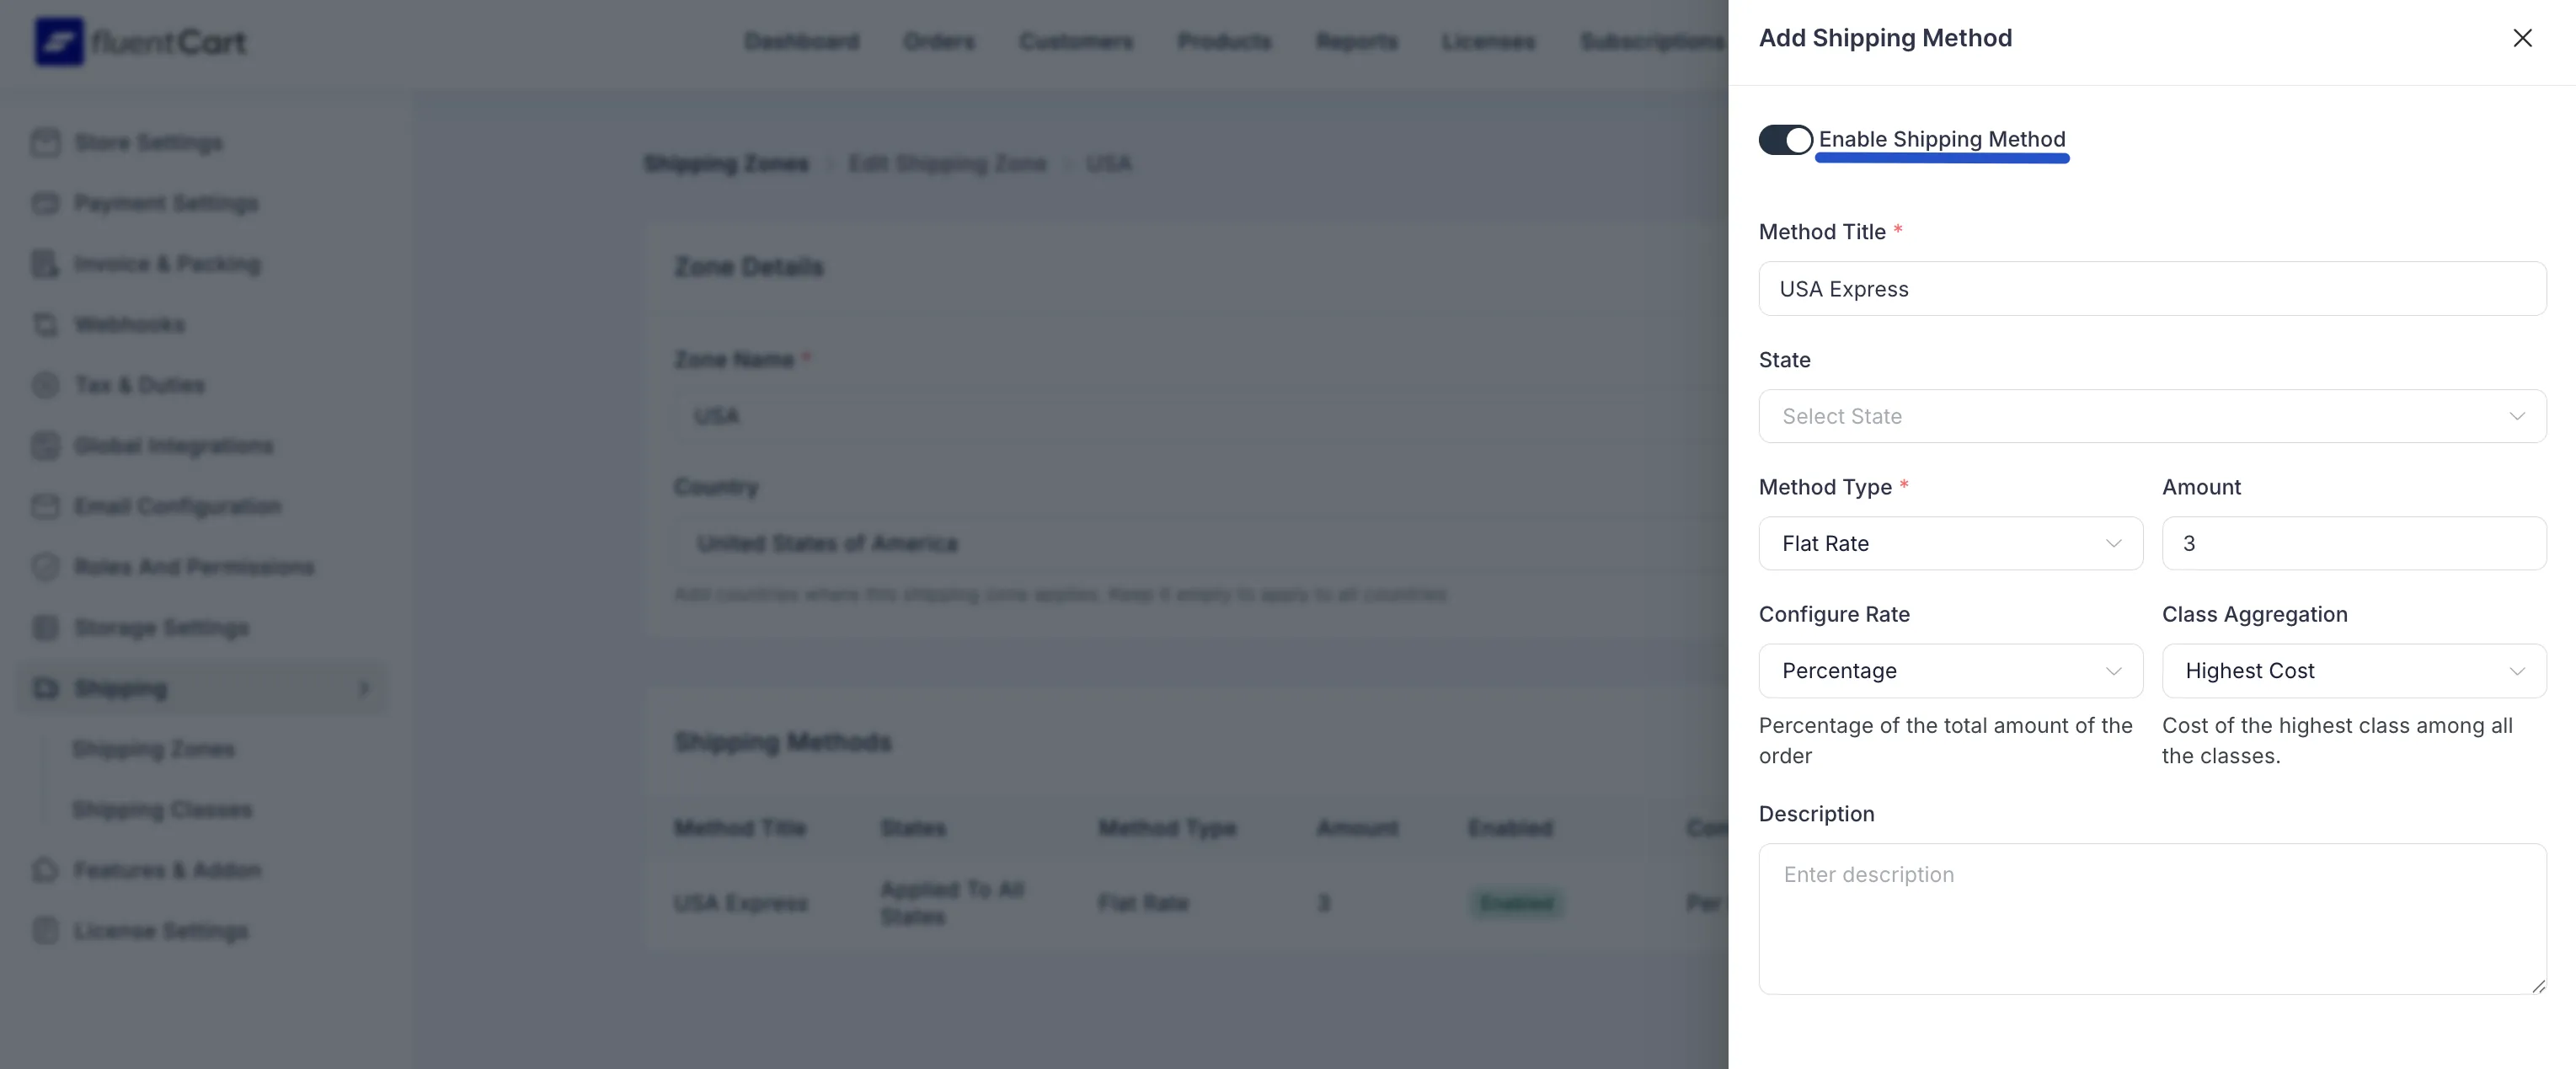 fluentCart
Dashboard
Orders
Customers
Products
Reports
Licenses
Subscriptions
Store Settings
Payment Settings
Invoice & Packing
Webhooks
Tax & Duties
Global Integrations
Email Configuration
Roles And Permissions
Storage Settings
Shipping
Shipping Zones
Shipping Classes
Features & Addon
License Settings
Shipping Zones > Edit Shipping Zone > USA
Zone Details
Zone Name *
USA
Country
United States of America
Add countries where this shipping zone applies. Keep it empty to apply to all countries
Shipping Methods
Method Title States Method Type Amount Enabled Con
USA Express Applied To All States Flat Rate 3 Enabled Per
Add Shipping Method
Enable Shipping Method
Method Title *
USA Express
State
Select State
Method Type *
Flat Rate
Amount
3
Configure Rate
Percentage
Percentage of the total amount of the
order
Class Aggregation
Highest Cost
Cost of the highest class among all
the classes.
Description
Enter description